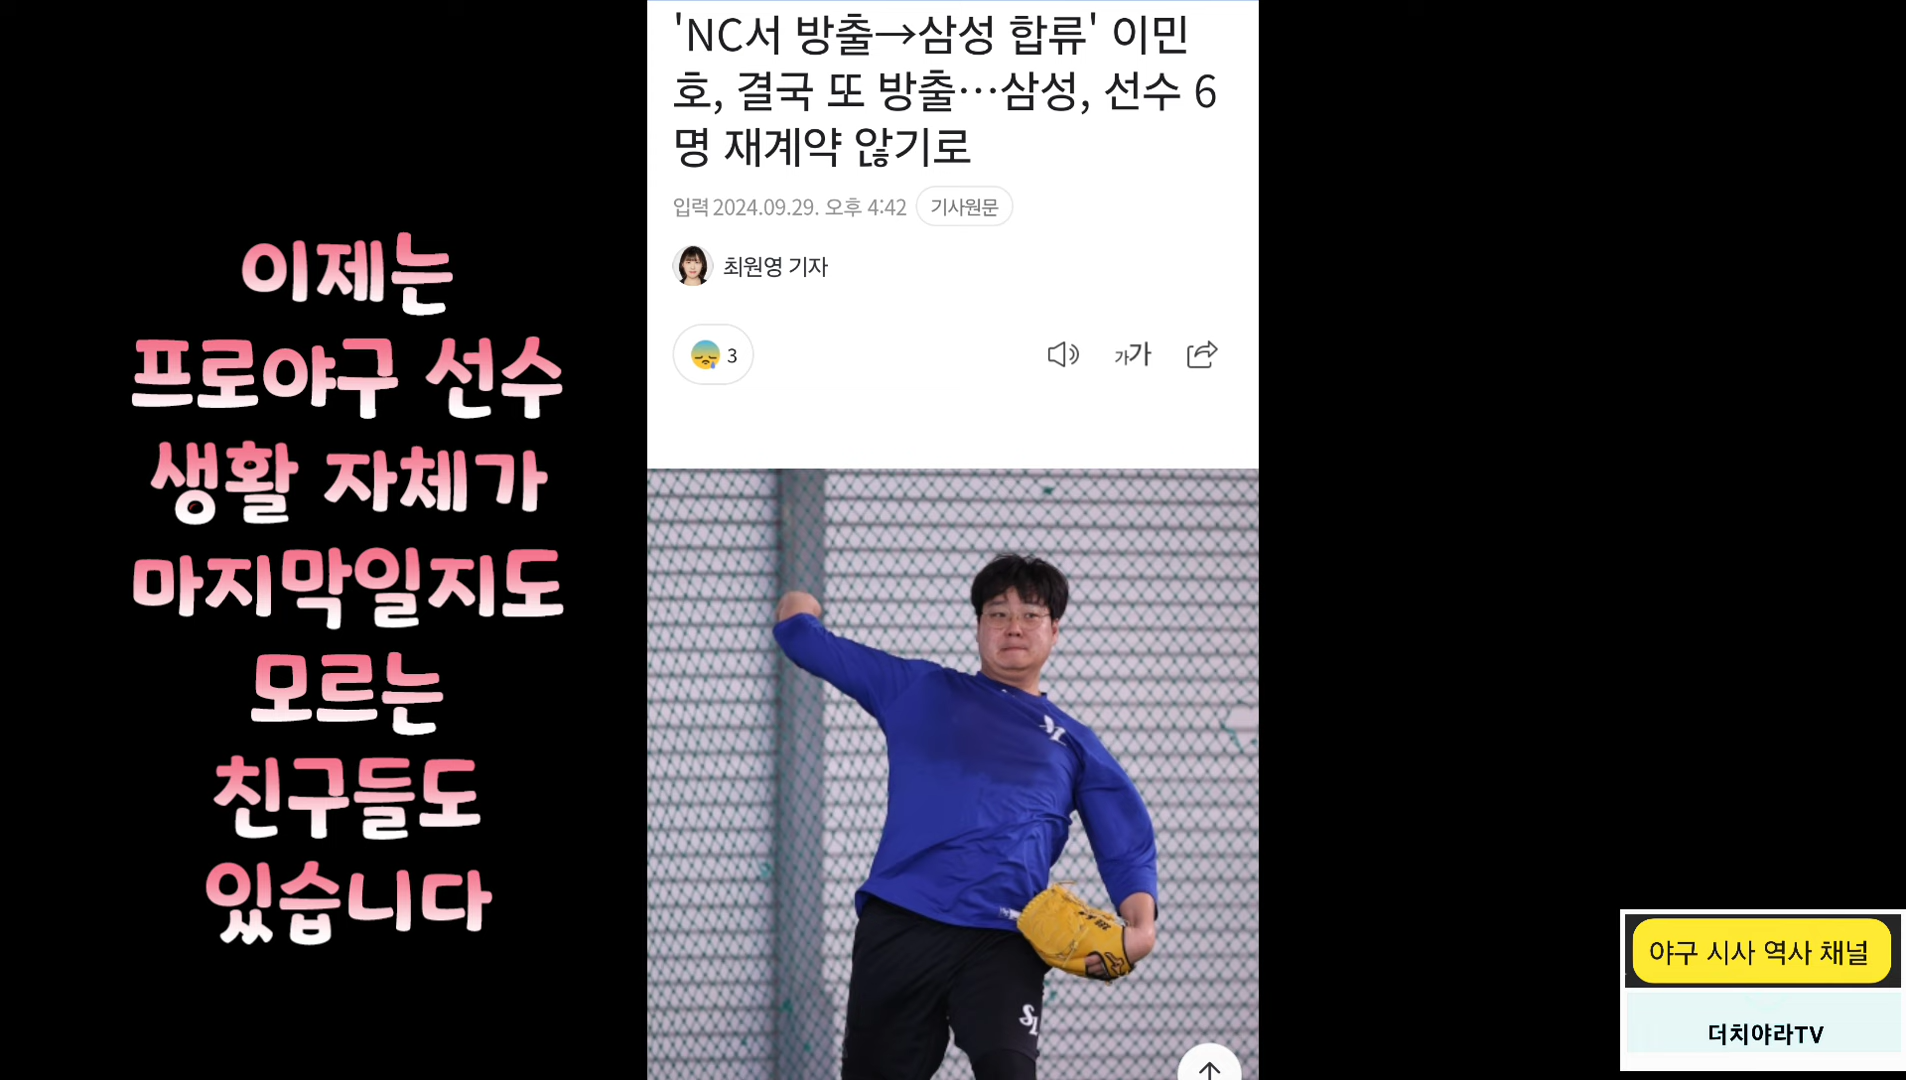 'NC서 방출→삼성 합류' 이민
호, 결국 또 방출…삼성, 선수 6
명 재계약 않기로
입력 2024.09.29. 오후 4:42 기사원문
최원영 기자
3
가가
이제는
프로야구 선수
생활 자체가
마지막일지도
모르는
친구들도
있습니다
SL
야구 시사 역사 채널
더치야라TV